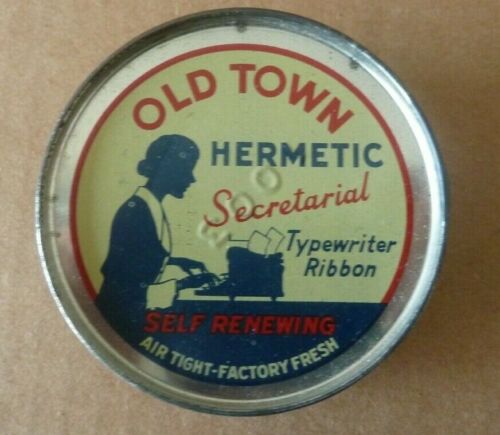 OLD TOWN
HERMETIC
Secretarial
Typewriter
Ribbon
SELF RENEWING
AIR TIGHT-FACTORY FRESH